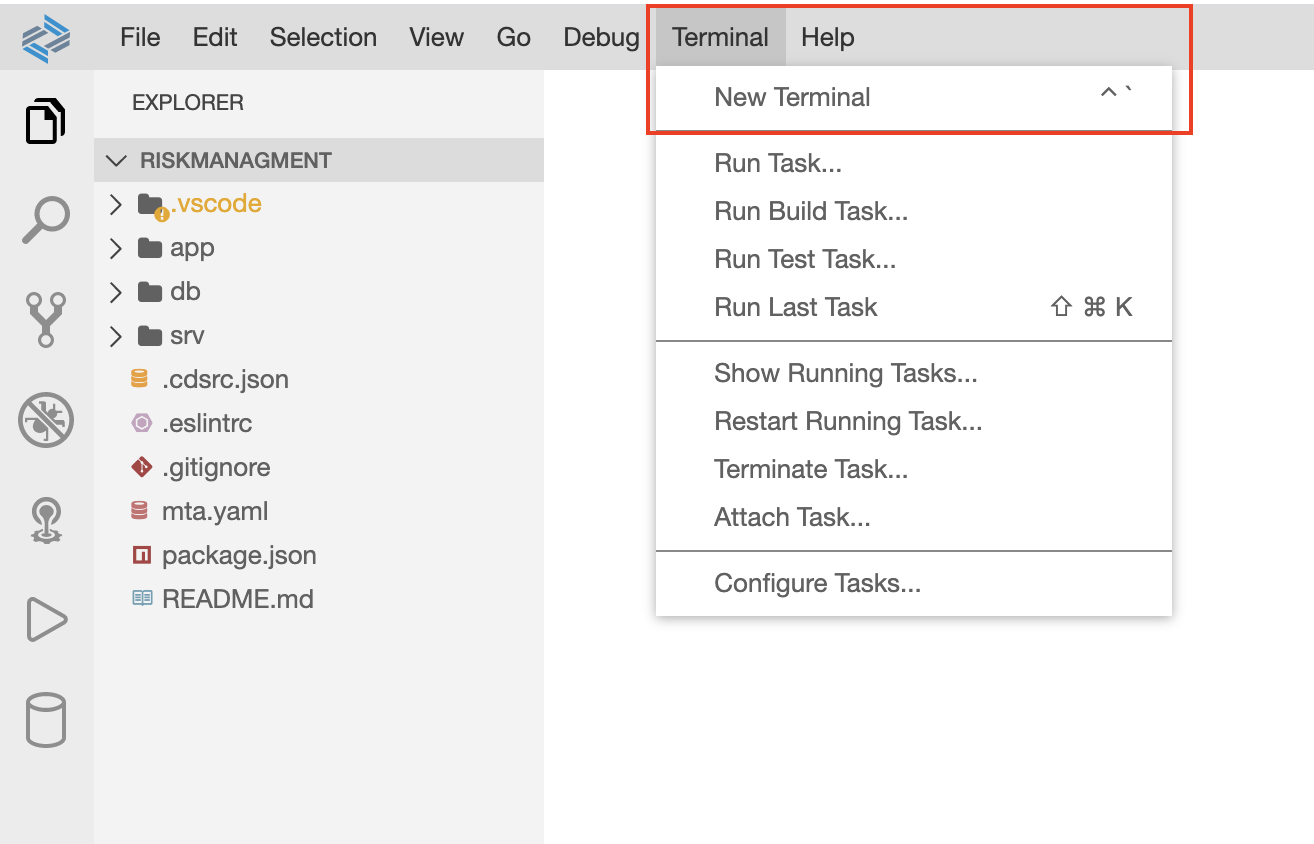 File Edit Selection View Go Debug Terminal Help
EXPLORER
RISKMANAGMENT
.vscode
app
db
srv
.cdsrc.json
.eslintrc
.gitignore
mta.yaml
package.json
README.md
New Terminal ^ `
Run Task...
Run Build Task...
Run Test Task...
Run Last Task ⇧ ⌘ K
Show Running Tasks...
Restart Running Task...
Terminate Task...
Attach Task...
Configure Tasks...